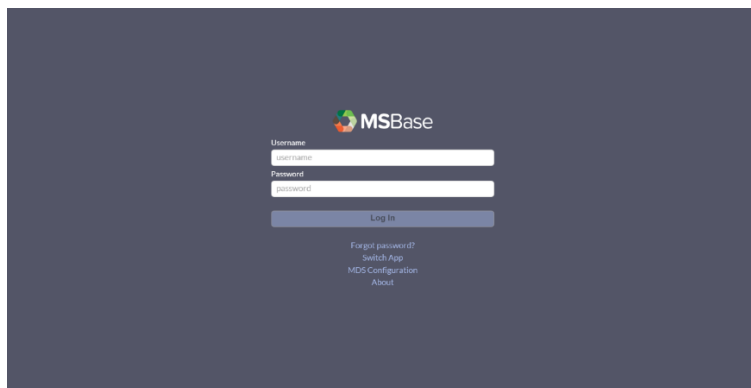 MSBase
Username
username
Password
password
Log In
Forgot password?
Switch App
MDS Configuration
About